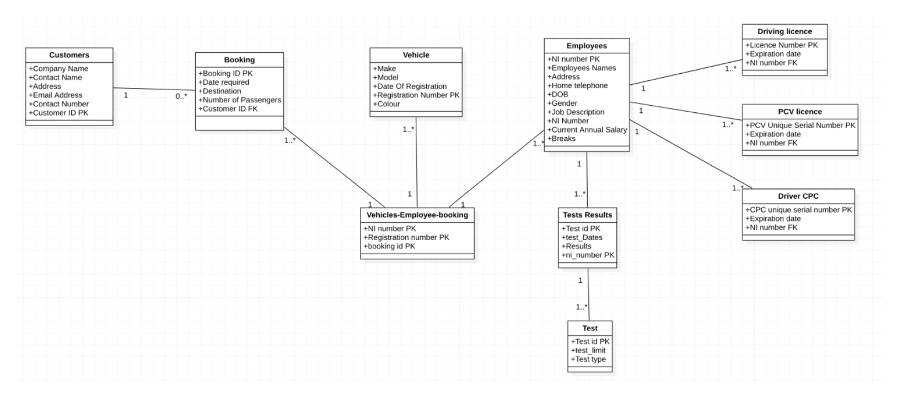 Customers
+Company Name
+Contact Name
+Address
+Email Address
+Contact Number
+Customer ID PK
1
0..*
Booking
+Booking ID PK
+Date required
+Destination
+Number of Passengers
+Customer ID FK
1..*
1
Vehicle
+Make
+Model
+Date Of Registration
+Registration Number PK
+Colour
1..*
1
Employees
+NI number PK
+Employees Names
+Address
+Home telephone
+DOB
+Gender
+Job Description
+NI Number
+Current Annual Salary
+Breaks
1..*
1
Vehicles-Employee-booking
+NI number PK
+Registration number PK
+booking id PK
1
1..*
Driving licence
+Licence Number PK
+Expiration date
+NI number FK
1
1..*
PCV licence
+PCV Unique Serial Number PK
+Expiration date
+NI number FK
1
1..*
Driver CPC
+CPC unique serial number PK
+Expiration date
+NI number FK
1
1..*
Tests Results
+Test id PK
+test_Dates
+Results
+ni_number PK
1
1..*
Test
+Test id PK
+test_limit
+Test type